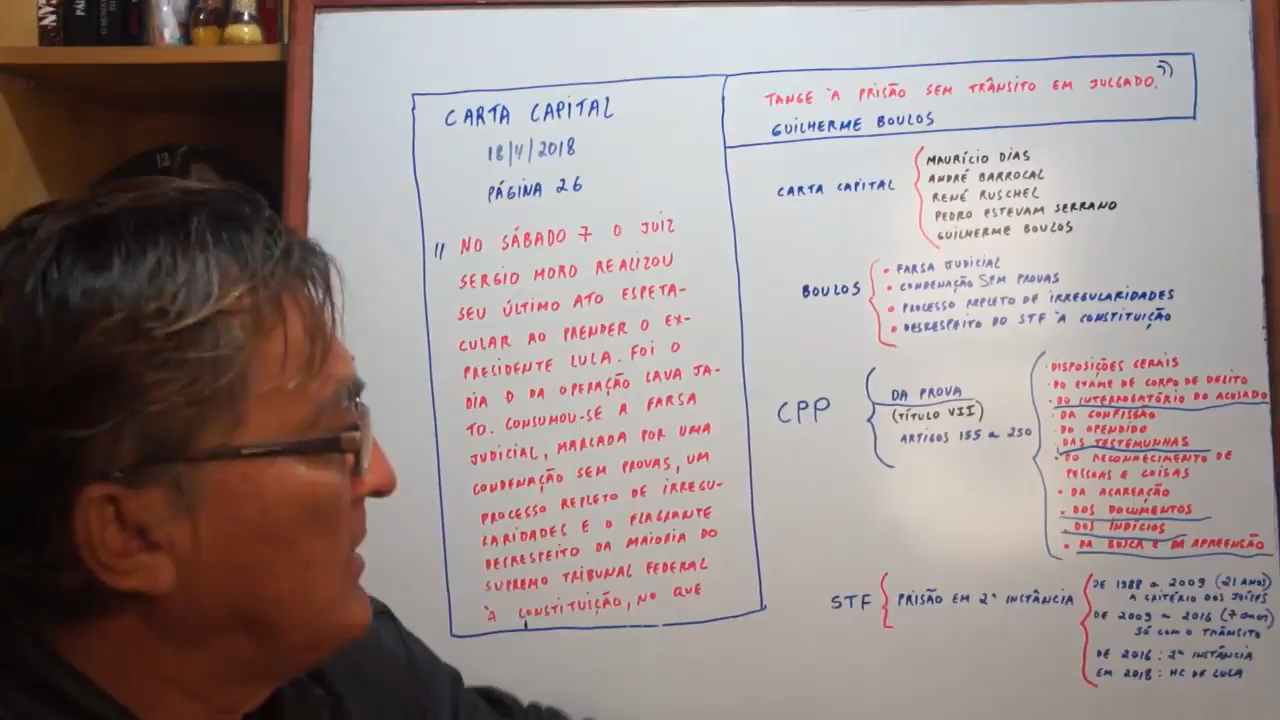 CARTA CAPITAL
18/4/2018
PÁGINA 26
" NO SÁBADO 7 O JUIZ
SERGIO MORO REALIZOU
SEU ÚLTIMO ATO ESPETA-
CULAR AO PRENDER O EX-
PRESIDENTE LULA. FOI O
DIA D DA OPERAÇÃO LAVA JA-
TO. CONSUMOU-SE A FARSA
JUDICIAL, MARCADA POR UMA
CONDENAÇÃO SEM PROVAS, UM
PROCESSO REPLETO DE IRREGU-
LARIDADES E O FLAGRANTE
DESRESPEITO DA MAIORIA DO
SUPREMO TRIBUNAL FEDERAL
À CONSTITUIÇÃO, NO QUE
TANGE À PRISÃO SEM TRÂNSITO EM JULGADO."
GUILHERME BOULOS
CARTA CAPITAL
MAURÍCIO DIAS
ANDRÉ BARROCAL
RENÉ RUSCHEL
PEDRO ESTEVAM SERRANO
GUILHERME BOULOS
BOULOS
• FARSA JUDICIAL
• CONDENAÇÃO SEM PROVAS
• PROCESSO REPLETO DE IRREGULARIDADES
• DESRESPEITO DO STF À CONSTITUIÇÃO
CPP
DA PROVA
(TÍTULO VII)
ARTIGOS 155 a 250
• DISPOSIÇÕES GERAIS
• DO EXAME DE CORPO DE DELITO
• DO INTERROGATÓRIO DO ACUSADO
• DA CONFISSÃO
• DO OFENDIDO
• DAS TESTEMUNHAS
• DO RECONHECIMENTO DE
PESSOAS E COISAS
• DA ACAREAÇÃO
• DOS DOCUMENTOS
• DOS INDÍCIOS
• DA BUSCA E DA APREENSÃO
STF
PRISÃO EM 2ª INSTÂNCIA
DE 1988 a 2009 (21 ANOS)
A CRITÉRIO DOS JUÍZES
DE 2009 a 2016 (7 anos)
SÓ COM O TRÂNSITO
DE 2016: 2ª INSTÂNCIA
EM 2018: HC DE LULA